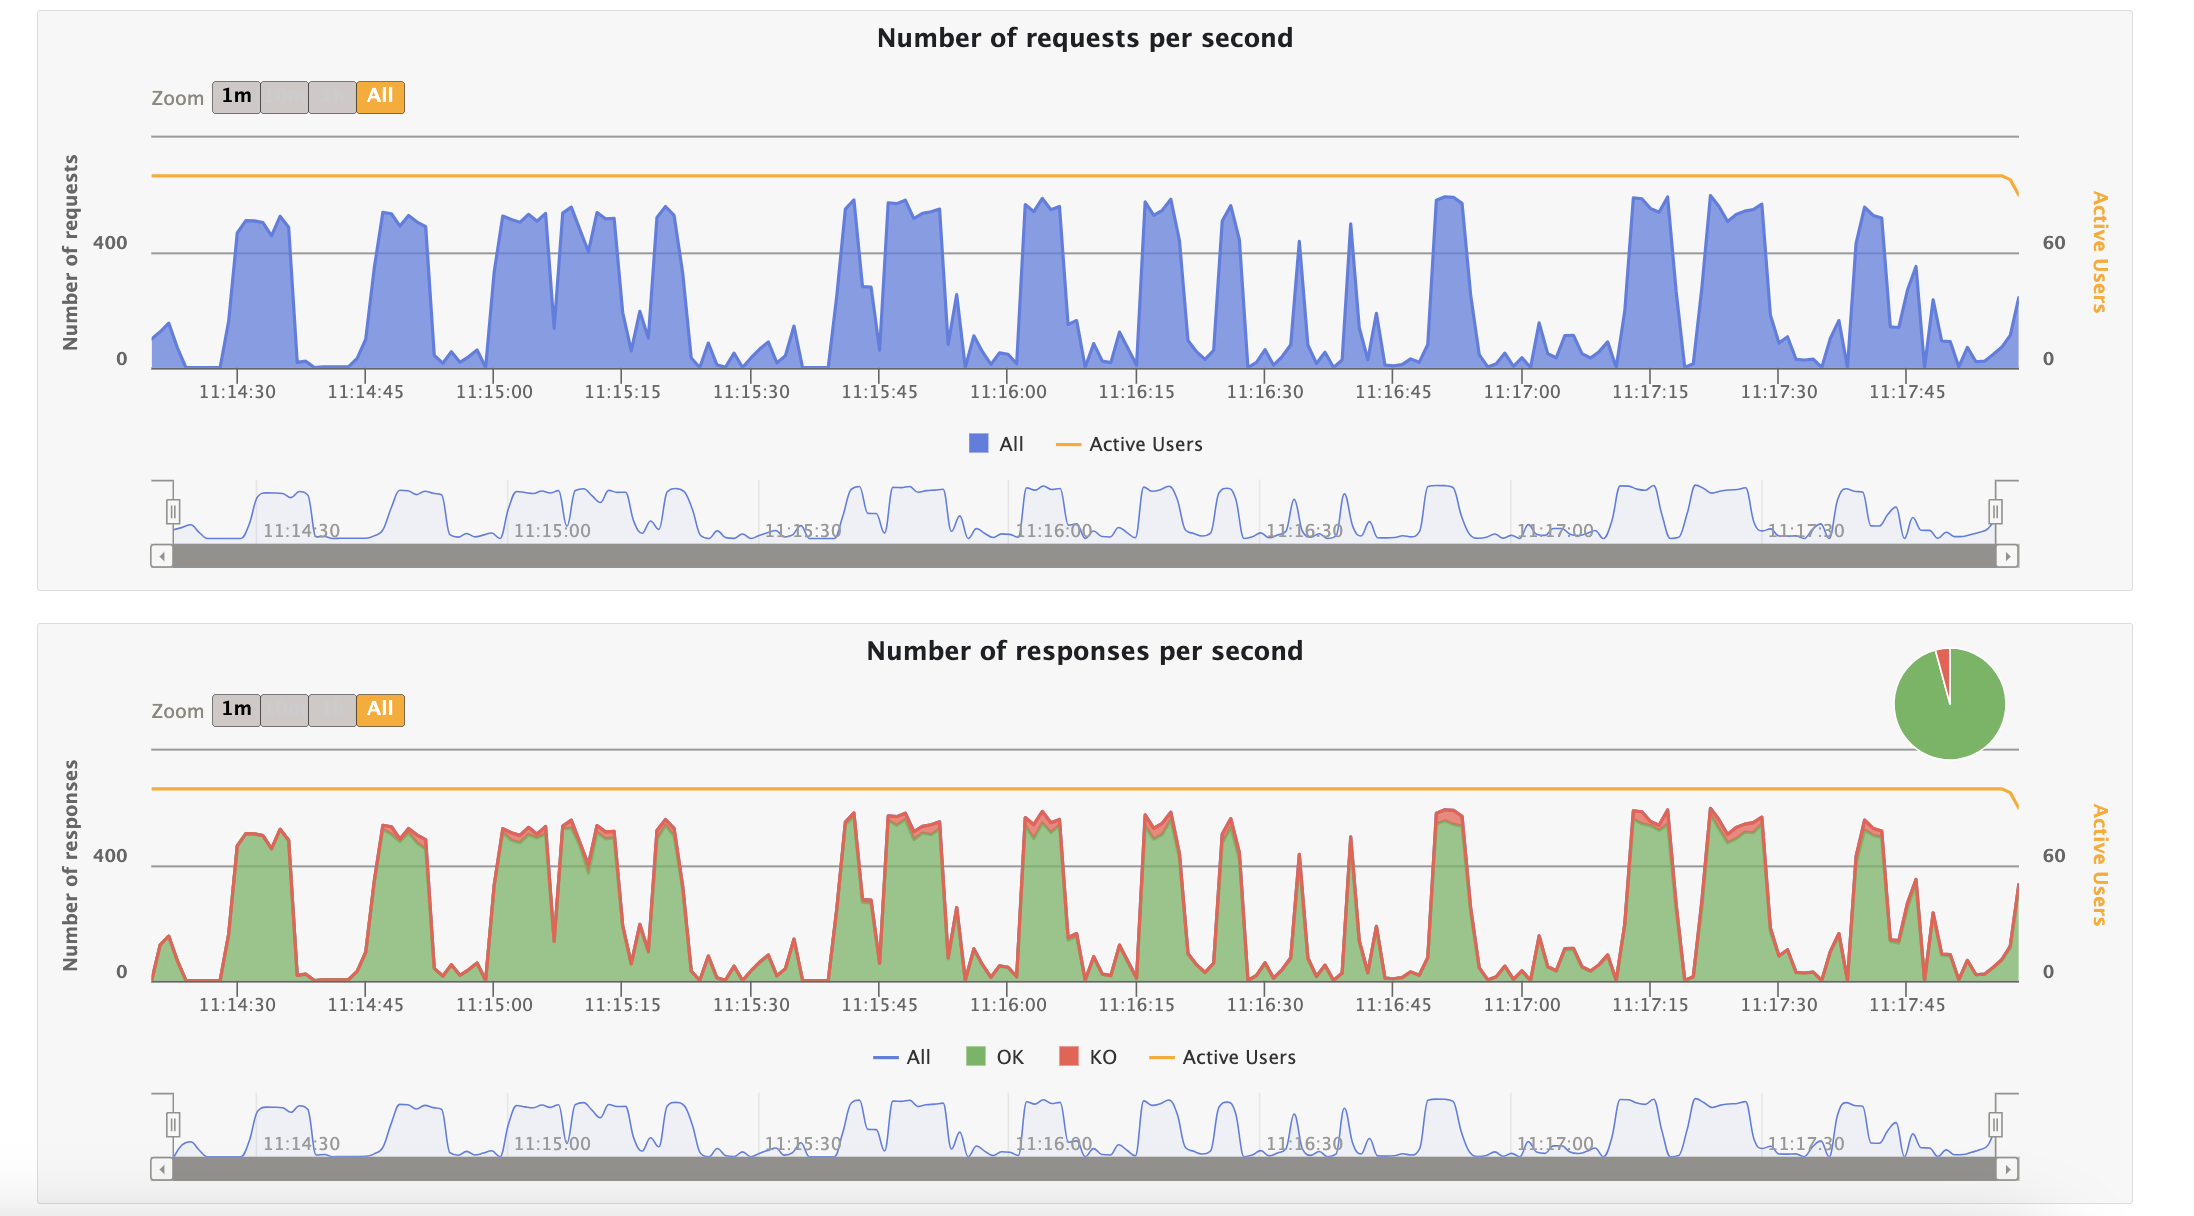 Number of requests per second
Zoom 1m All
Number of requests
400
0
60
0
Active Users
11:14:30 11:14:45 11:15:00 11:15:15 11:15:30 11:15:45 11:16:00 11:16:15 11:16:30 11:16:45 11:17:00 11:17:15 11:17:30 11:17:45
All Active Users
11:14:30 11:15:00 11:15:30 11:16:00 11:16:30 11:17:00 11:17:30
Number of responses per second
Zoom 1m All
Number of responses
400
0
60
0
Active Users
11:14:30 11:14:45 11:15:00 11:15:15 11:15:30 11:15:45 11:16:00 11:16:15 11:16:30 11:16:45 11:17:00 11:17:15 11:17:30 11:17:45
All OK KO Active Users
11:14:30 11:15:00 11:15:30 11:16:00 11:16:30 11:17:00 11:17:30